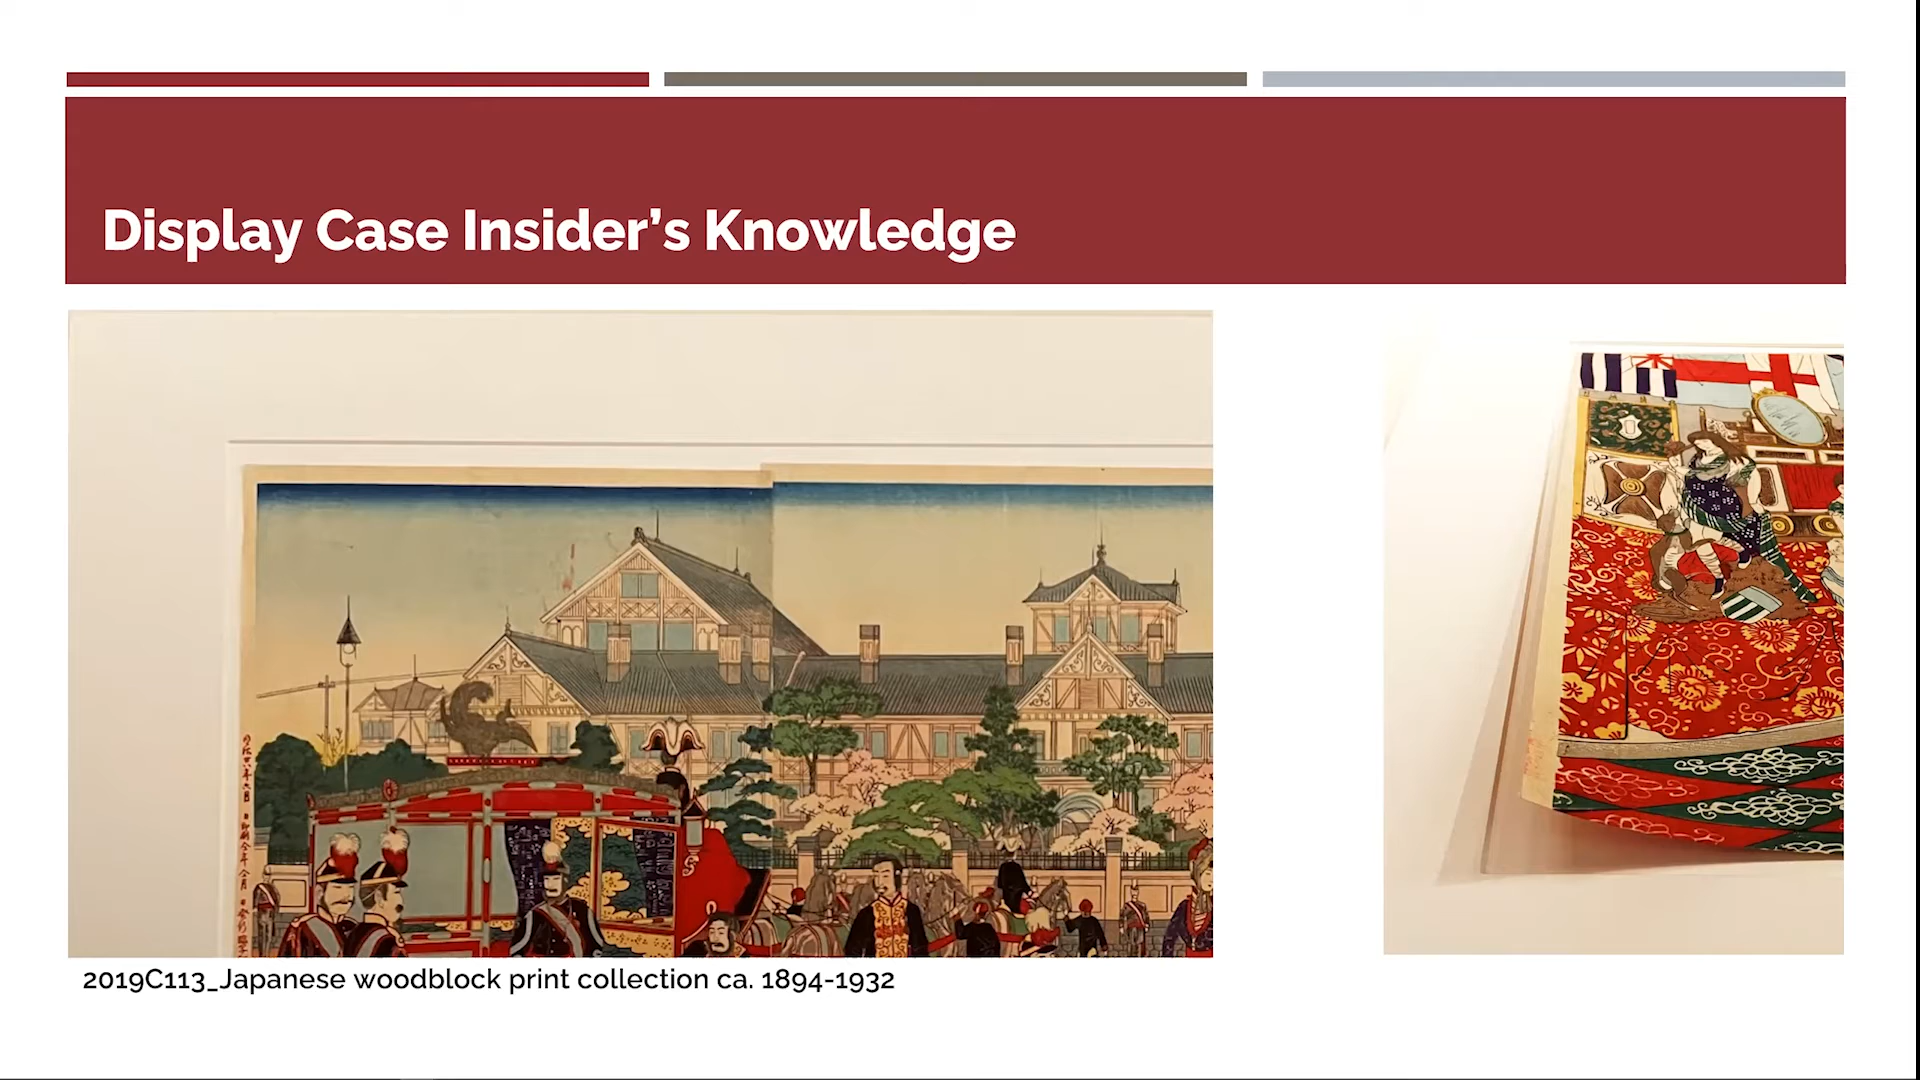 Display Case Insider’s Knowledge
2019C113_Japanese woodblock print collection ca. 1894-1932